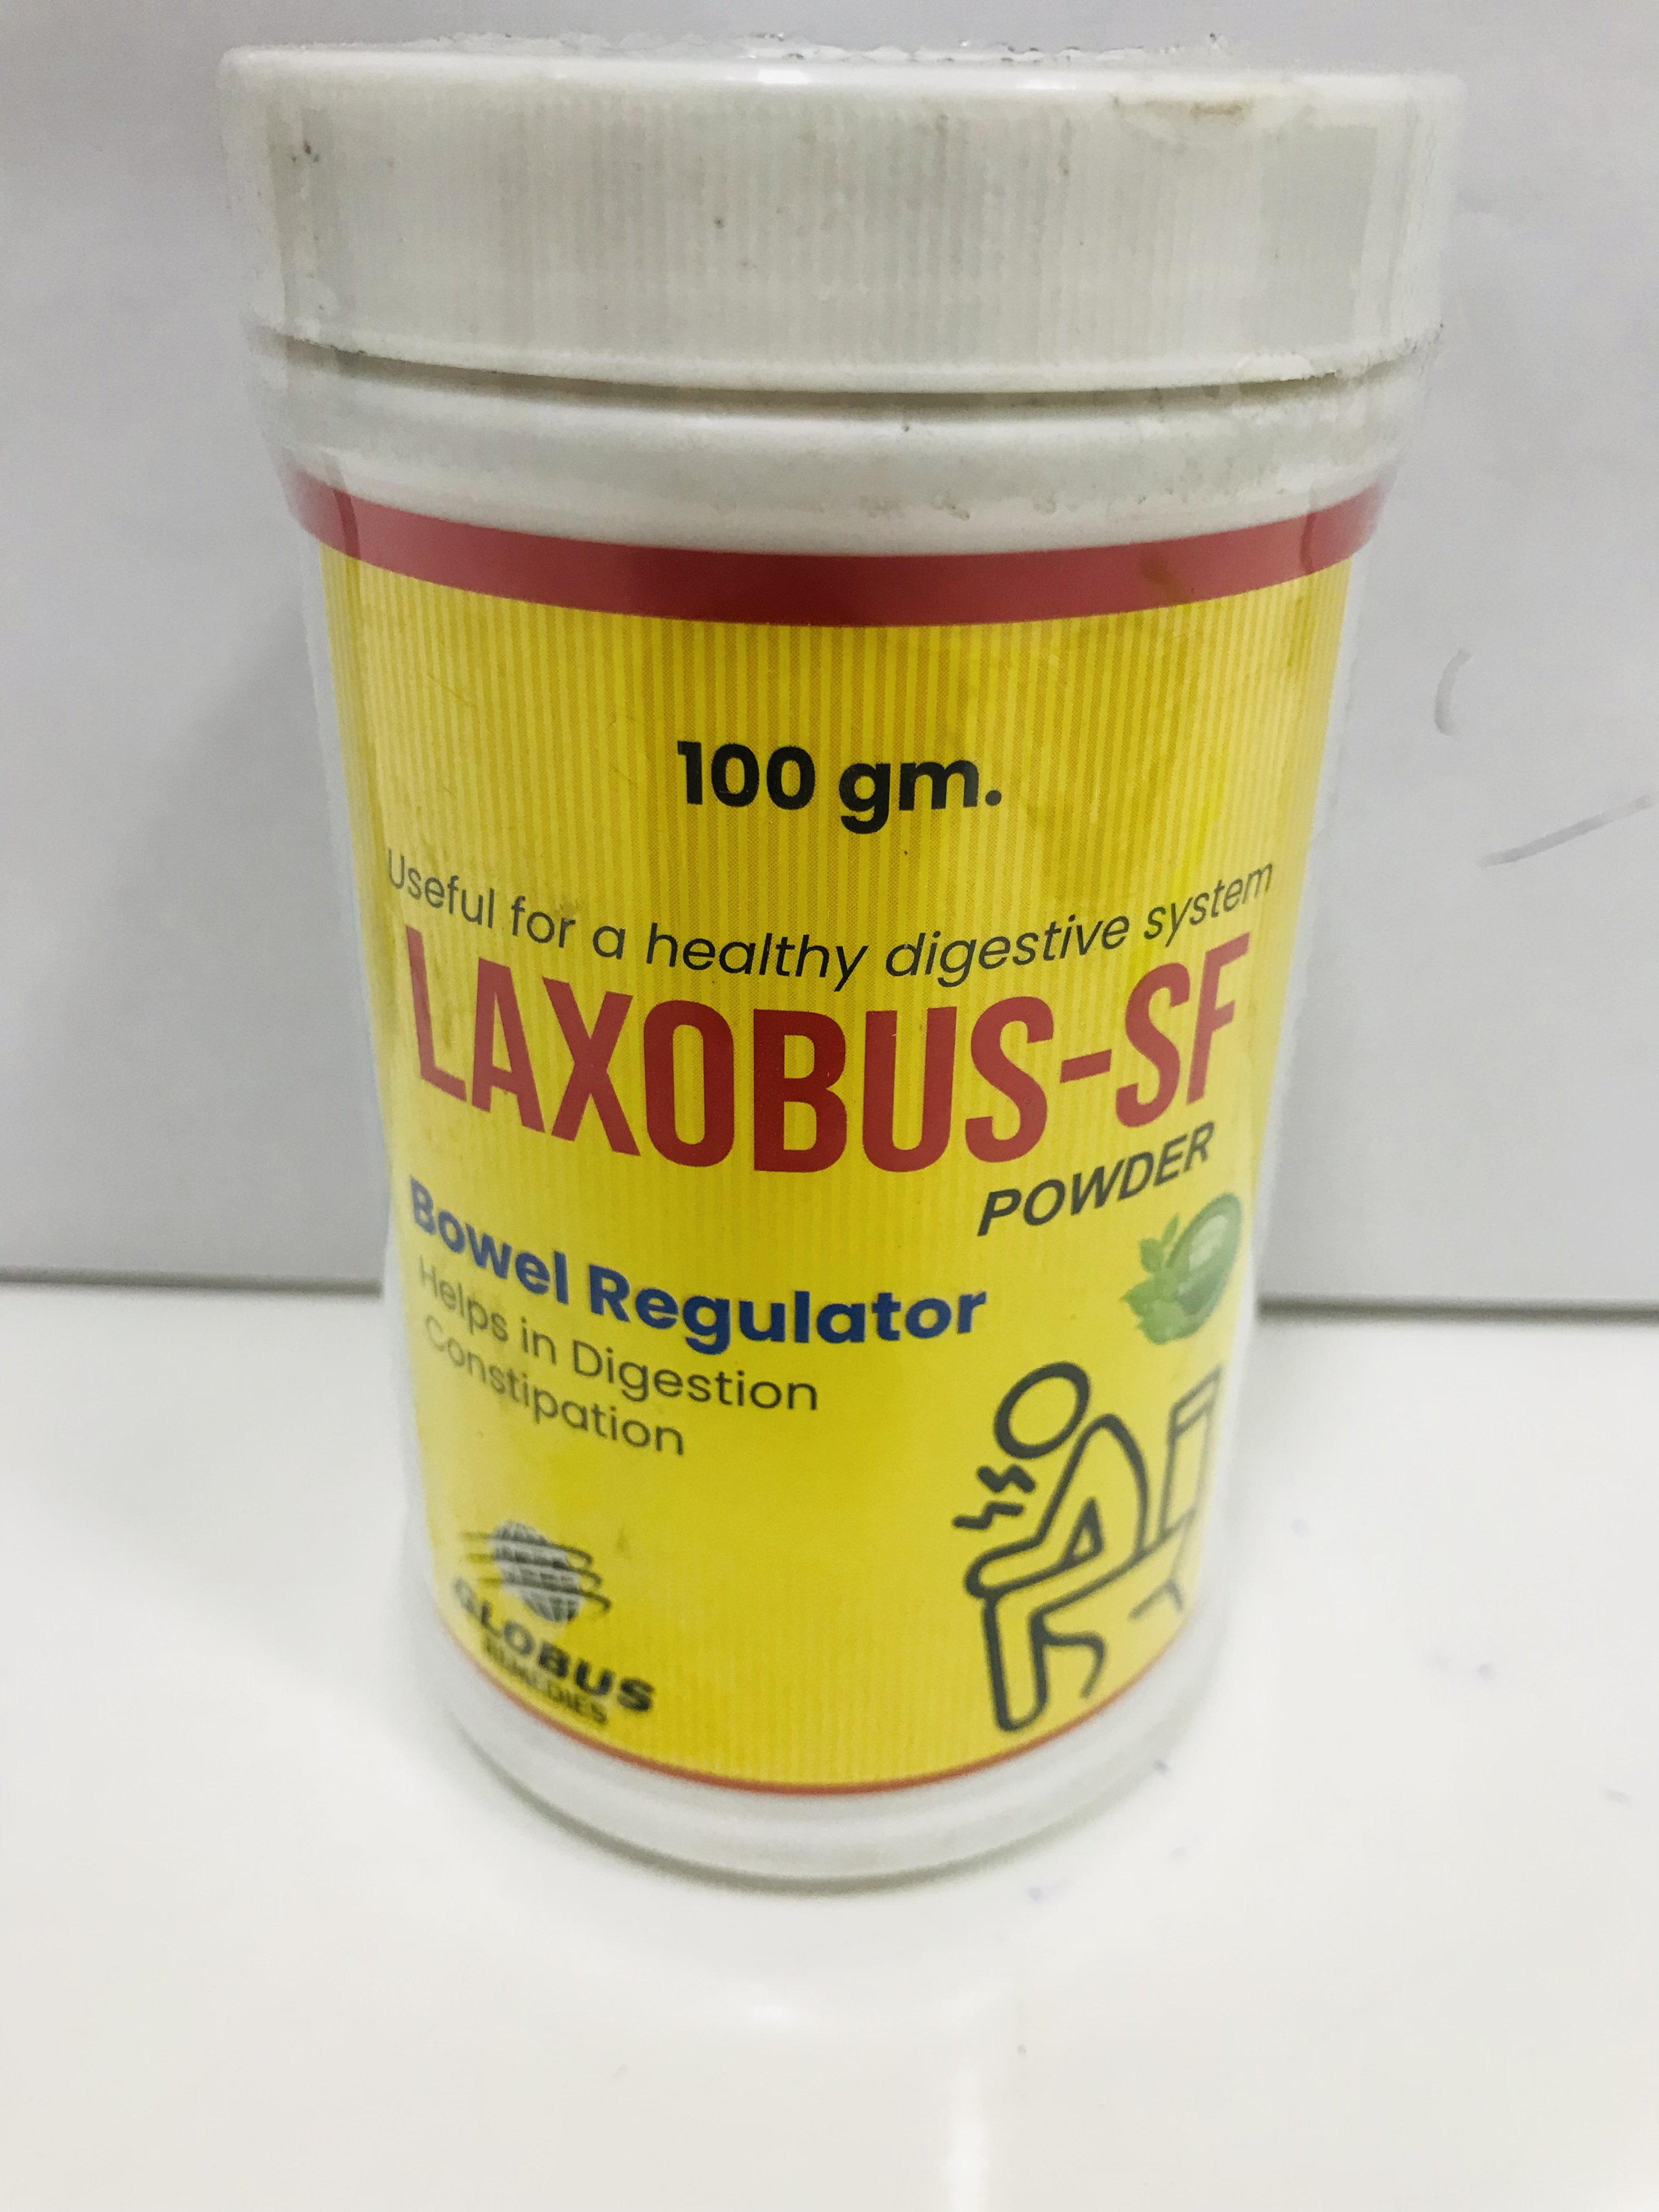 100 gm.
Useful for a healthy digestive system
LAXOBUS-SF
POWDER
Bowel Regulator
Helps in Digestion
Constipation
GLOBUS
REMEDIES